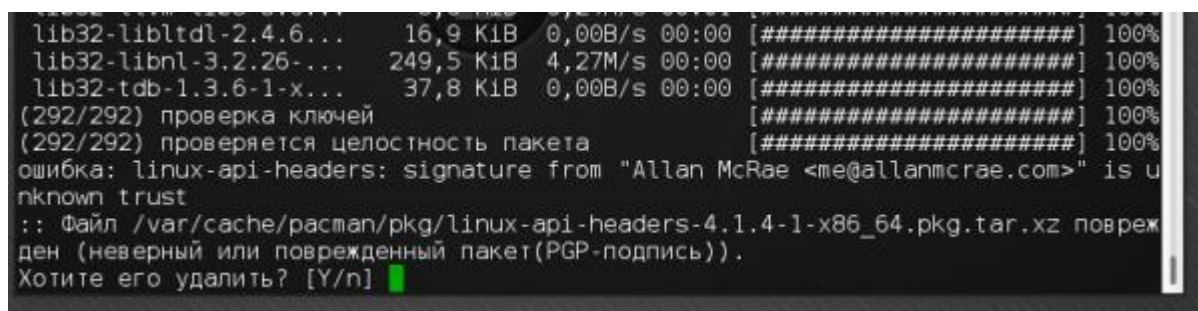 lib32-libltdl-2.4.6... 16,9 KiB 0,00B/s 00:00 [######################] 100%
lib32-libnl-3.2.26-... 249,5 KiB 4,27M/s 00:00 [######################] 100%
lib32-tdb-1.3.6-1-x... 37,8 KiB 0,00B/s 00:00 [######################] 100%
(292/292) проверка ключей [######################] 100%
(292/292) проверяется целостность пакета [######################] 100%
ошибка: linux-api-headers: signature from "Allan McRae <me@allanmcrae.com>" is u
nknown trust
:: Файл /var/cache/pacman/pkg/linux-api-headers-4.1.4-1-x86_64.pkg.tar.xz повреж
ден (неверный или поврежденный пакет(PGP-подпись)).
Хотите его удалить? [Y/n]